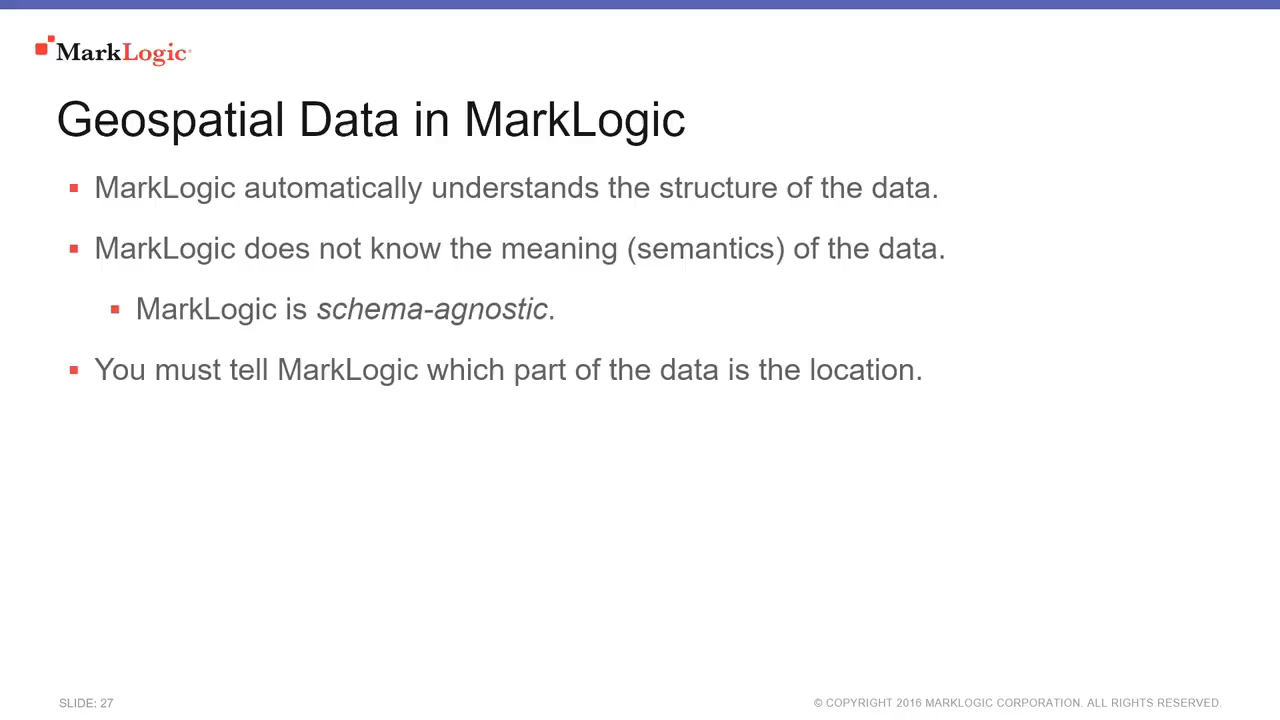 MarkLogic
Geospatial Data in MarkLogic
▪ MarkLogic automatically understands the structure of the data.
▪ MarkLogic does not know the meaning (semantics) of the data.
▪ MarkLogic is schema-agnostic.
▪ You must tell MarkLogic which part of the data is the location.
SLIDE: 27
© COPYRIGHT 2016 MARKLOGIC CORPORATION. ALL RIGHTS RESERVED.